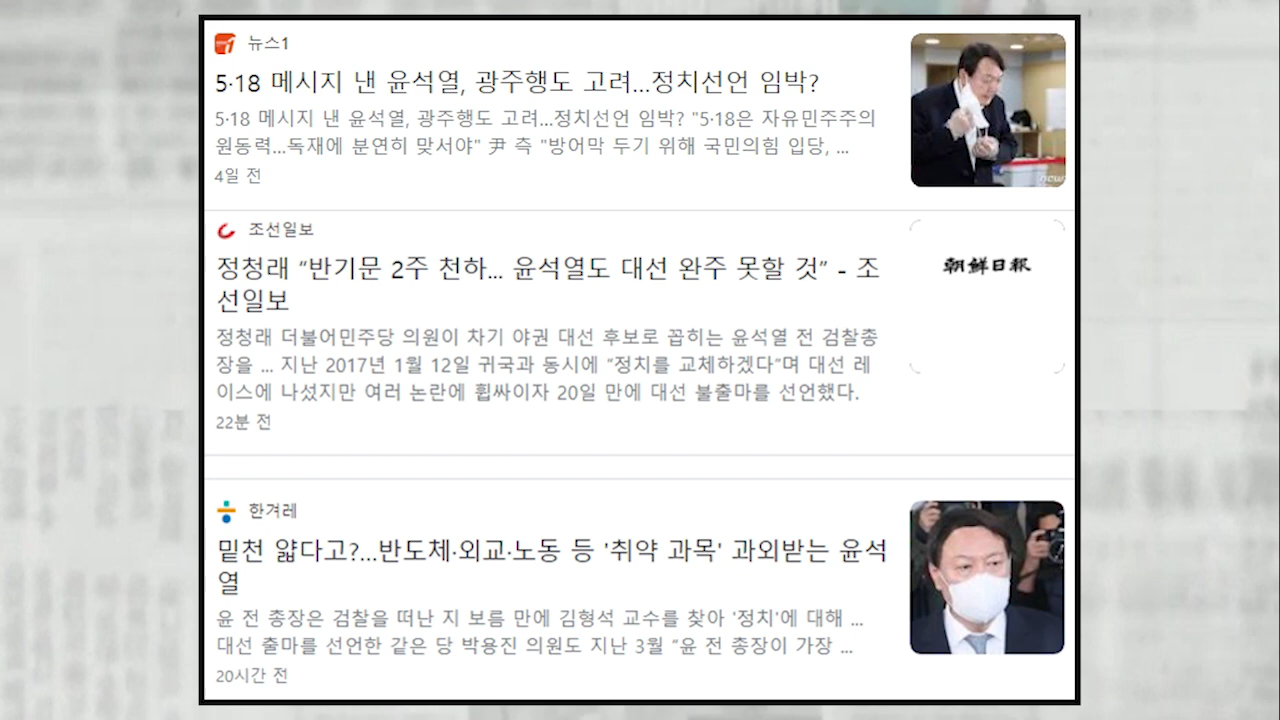 뉴스1
5·18 메시지 낸 윤석열, 광주행도 고려...정치선언 임박?
5·18 메시지 낸 윤석열, 광주행도 고려...정치선언 임박? "5·18은 자유민주주의
원동력...독재에 분연히 맞서야" 尹 측 "방어막 두기 위해 국민의힘 입당, ...
4일 전
news
조선일보
정청래 “반기문 2주 천하... 윤석열도 대선 완주 못할 것” - 조
선일보
朝鮮日報
정청래 더불어민주당 의원이 차기 야권 대선 후보로 꼽히는 윤석열 전 검찰총
장을 ... 지난 2017년 1월 12일 귀국과 동시에 “정치를 교체하겠다”며 대선 레
이스에 나섰지만 여러 논란에 휩싸이자 20일 만에 대선 불출마를 선언했다.
22분 전
한겨레
밑천 얇다고?...반도체·외교·노동 등 '취약 과목' 과외받는 윤석
열
윤 전 총장은 검찰을 떠난 지 보름 만에 김형석 교수를 찾아 '정치'에 대해 ...
대선 출마를 선언한 같은 당 박용진 의원도 지난 3월 “윤 전 총장이 가장 ...
20시간 전